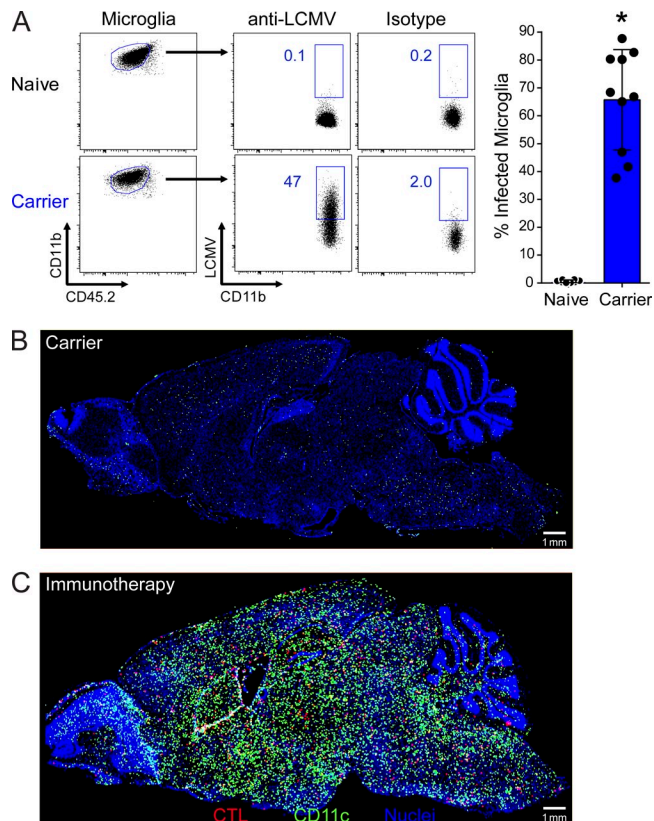 A
Microglia
anti-LCMV
Isotype
Naive
0.1
0.2
Carrier
47
2.0
CD11b
CD45.2
LCMV
CD11b
*
% Infected Microglia
100
90
80
70
60
50
40
30
20
10
0
Naive
Carrier
B
Carrier
1 mm
C
Immunotherapy
CTL
CD11c
Nuclei
1 mm